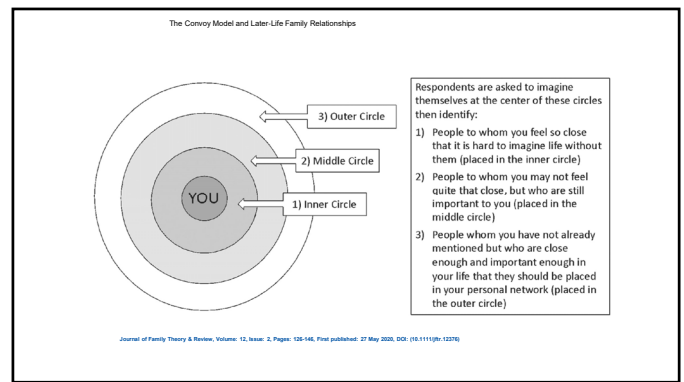 The Convoy Model and Later-Life Family Relationships
3) Outer Circle
2) Middle Circle
YOU
1) Inner Circle
Respondents are asked to imagine
themselves at the center of these circles
then identify:
1) People to whom you feel so close
that it is hard to imagine life without
them (placed in the inner circle)
2) People to whom you may not feel
quite that close, but who are still
important to you (placed in the
middle circle)
3) People whom you have not already
mentioned but who are close
enough and important enough in
your life that they should be placed
in your personal network (placed in
the outer circle)
Journal of Family Theory & Review, Volume: 12, Issue: 2, Pages: 126-146, First published: 27 May 2020, DOI: (10.1111/jftr.12376)